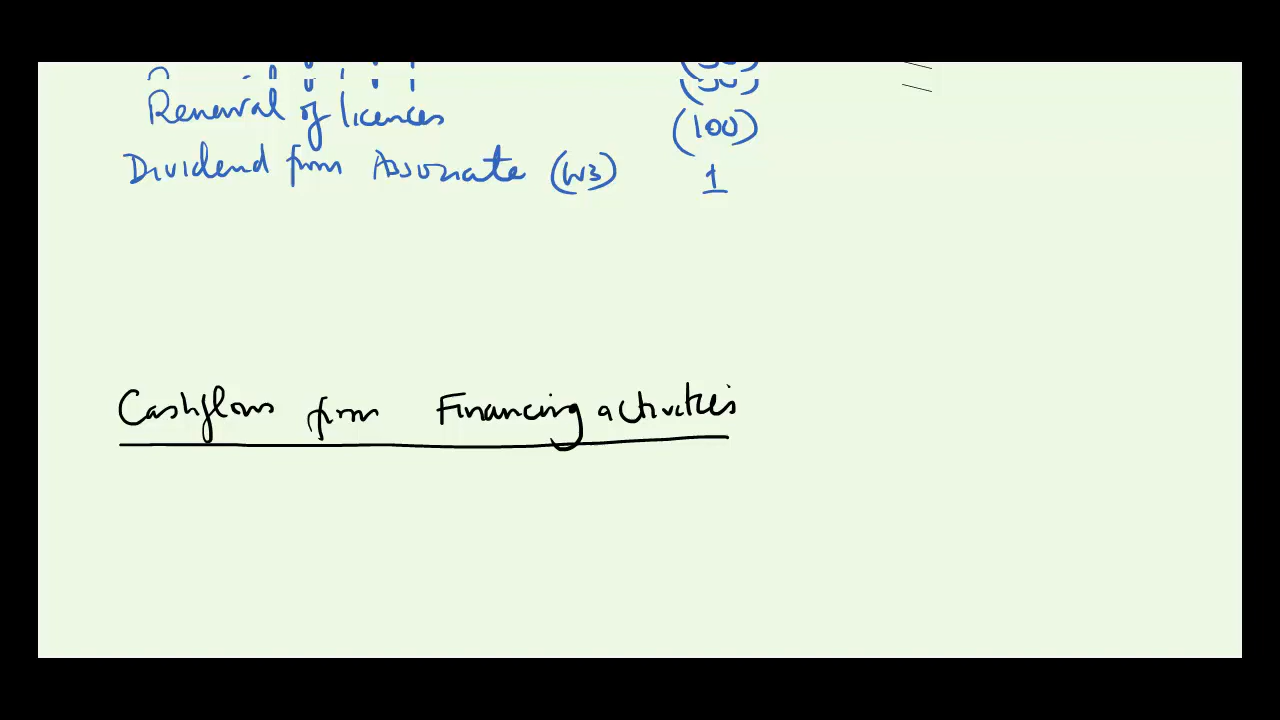 Renewal of licences (100)
Dividend from Associate (W3) 1
Cashflows from Financing activities